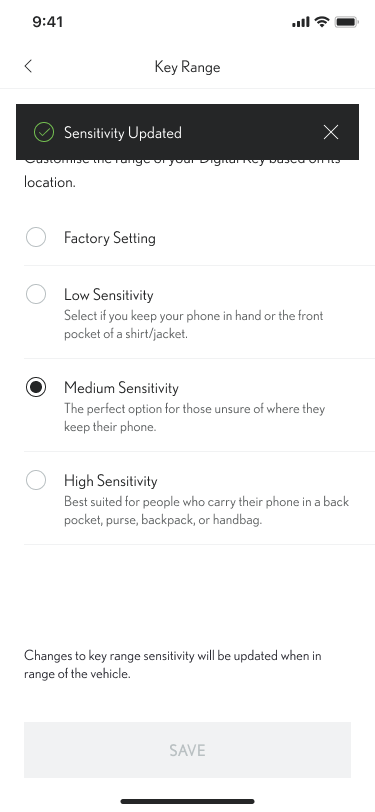 9:41
Key Range
Sensitivity Updated
Customise the range of your Digital Key based on its
location.
Factory Setting
Low Sensitivity
Select if you keep your phone in hand or the front
pocket of a shirt/jacket.
Medium Sensitivity
The perfect option for those unsure of where they
keep their phone.
High Sensitivity
Best suited for people who carry their phone in a back
pocket, purse, backpack, or handbag.
Changes to key range sensitivity will be updated when in
range of the vehicle.
SAVE